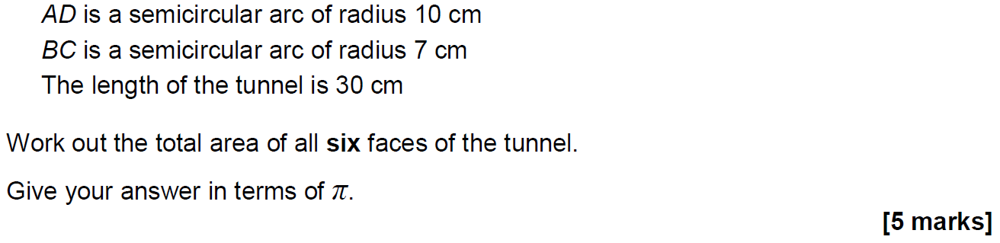 AD is a semicircular arc of radius 10 cm
BC is a semicircular arc of radius 7 cm
The length of the tunnel is 30 cm
Work out the total area of all six faces of the tunnel.
Give your answer in terms of π.
[5 marks]